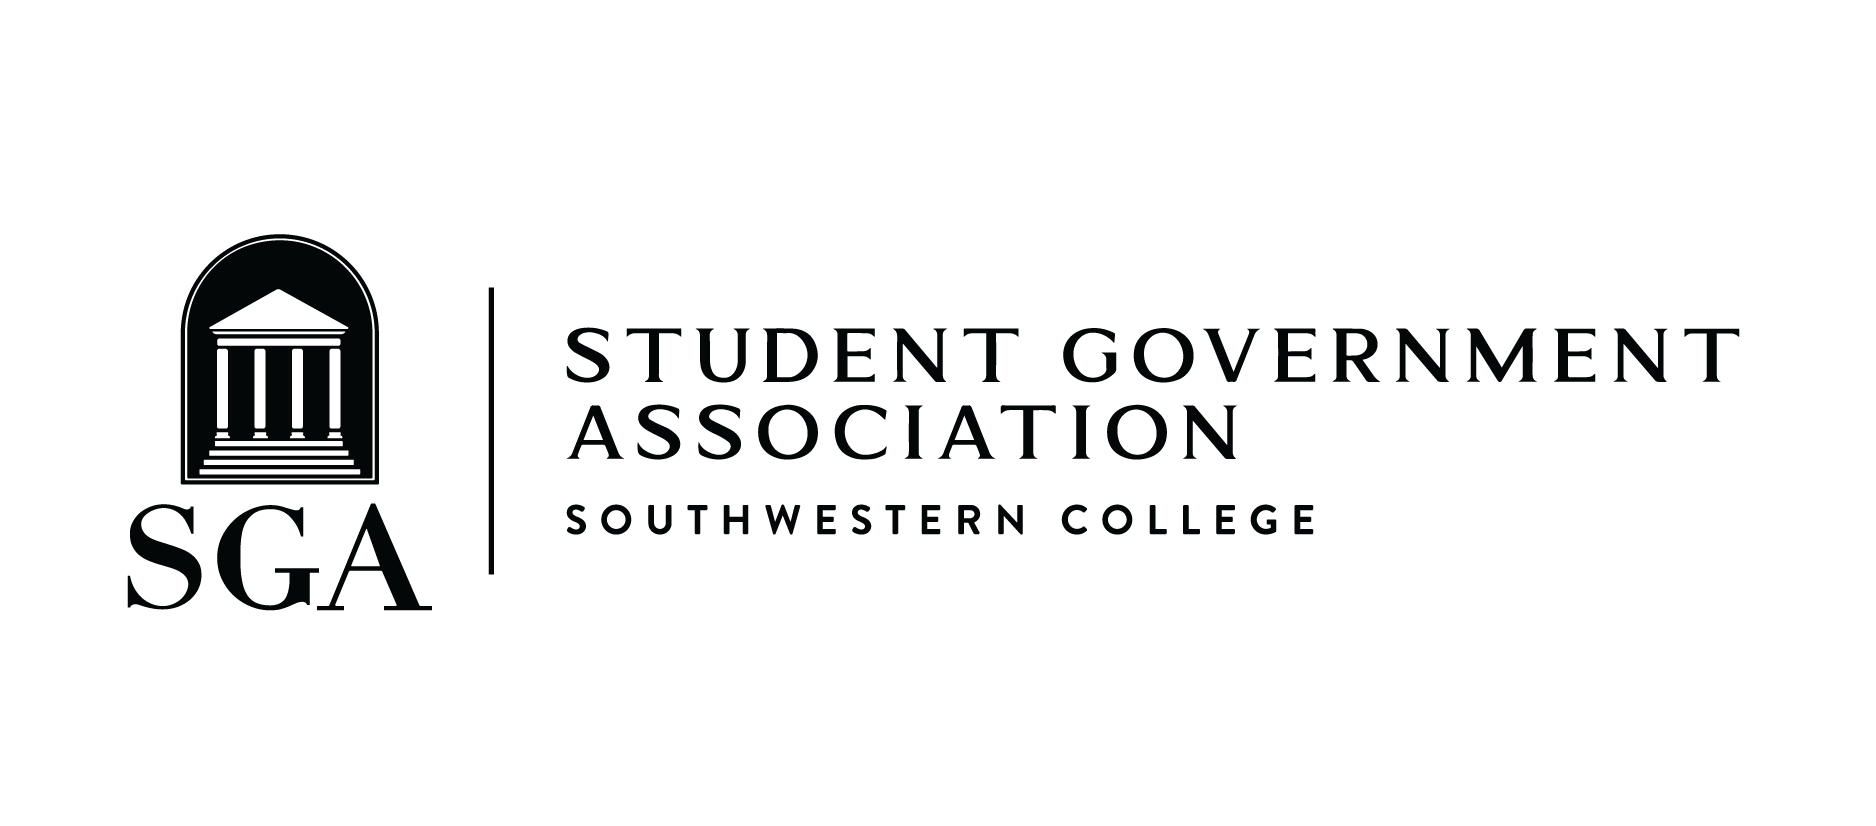 SGA
STUDENT GOVERNMENT
ASSOCIATION
SOUTHWESTERN COLLEGE